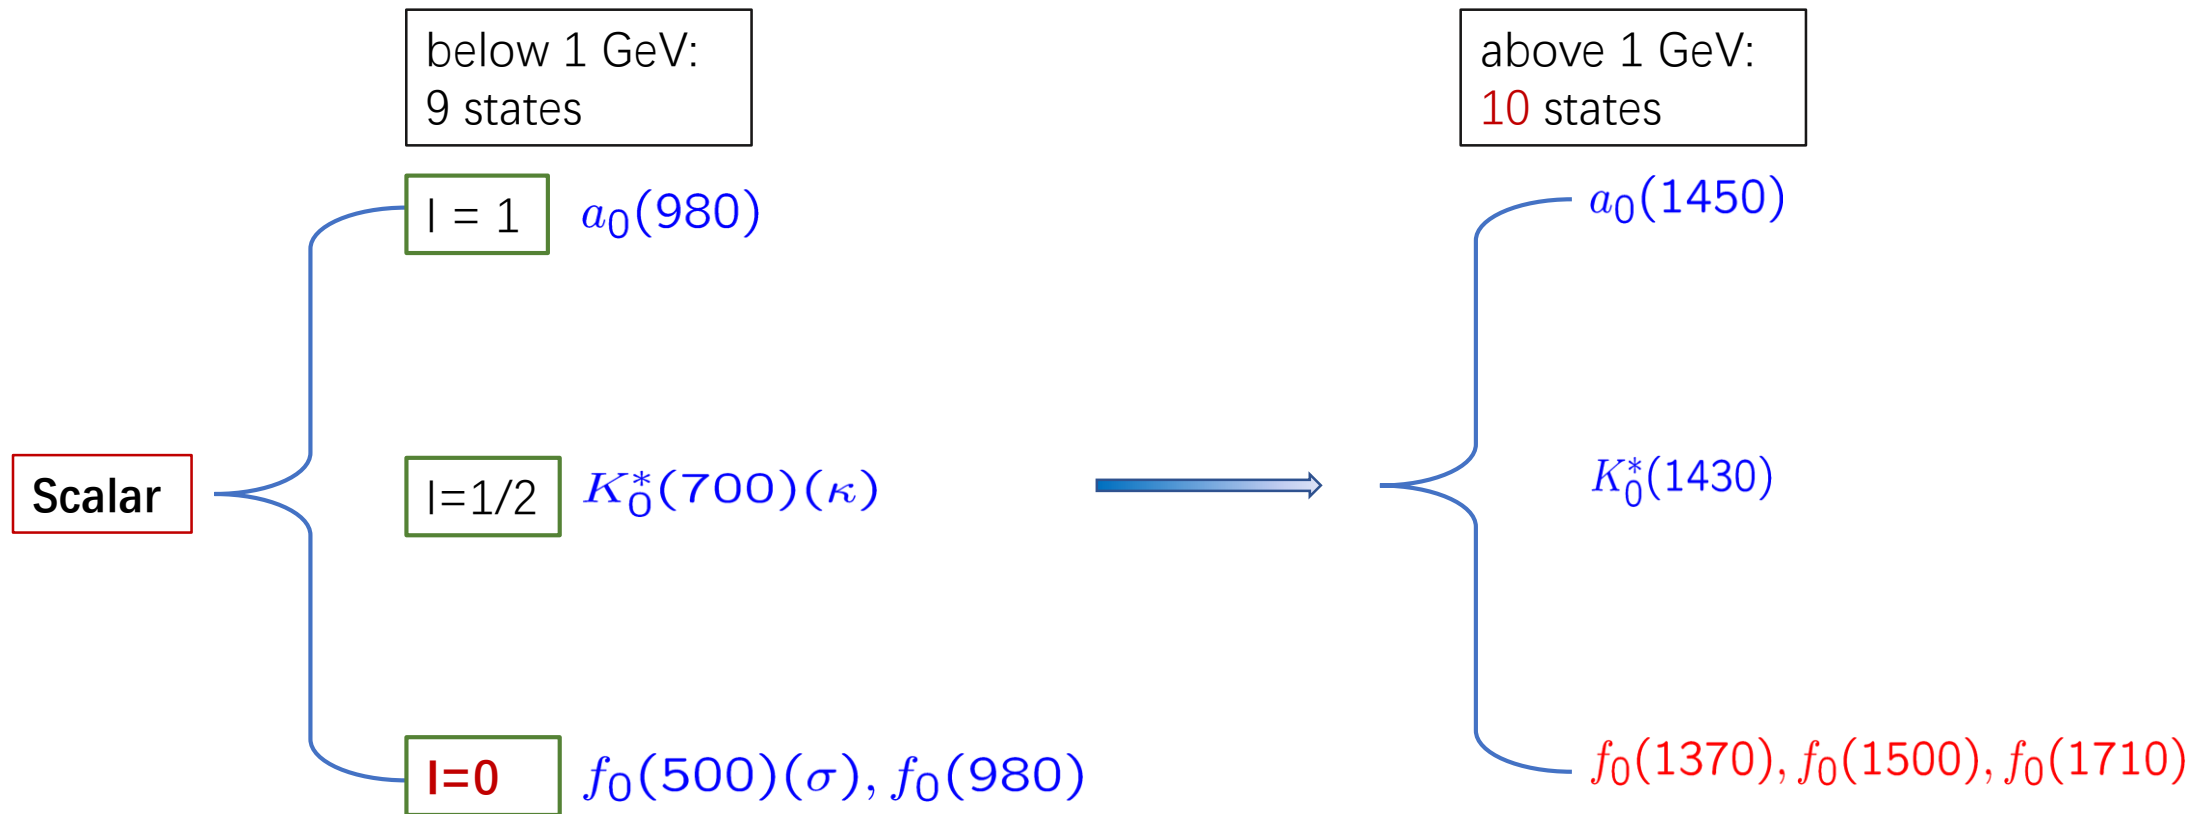 below 1 GeV:
9 states
above 1 GeV:
10 states
I = 1
a₀(980)
a₀(1450)
Scalar
I=1/2
K₀*(700)(κ)
K₀*(1430)
I=0
f₀(500)(σ), f₀(980)
f₀(1370), f₀(1500), f₀(1710)